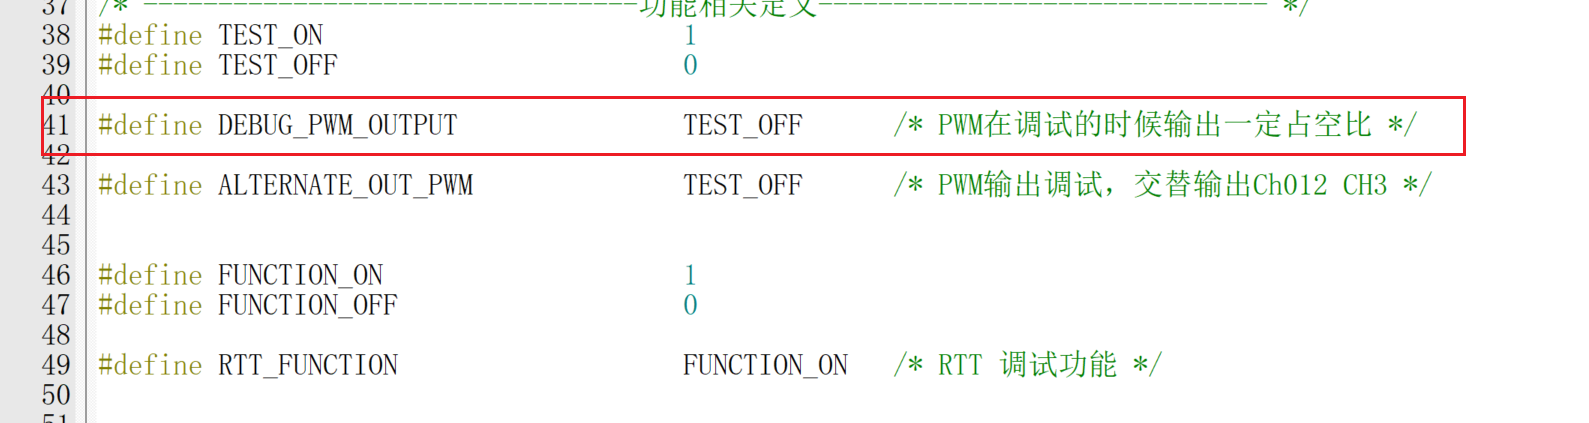 37 /* ---------------------------------功能相关定义------------------------------ */
38 #define TEST_ON 1
39 #define TEST_OFF 0
40
41 #define DEBUG_PWM_OUTPUT TEST_OFF /* PWM在调试的时候输出一定占空比 */
42
43 #define ALTERNATE_OUT_PWM TEST_OFF /* PWM输出调试，交替输出Ch012 CH3 */
44
45
46 #define FUNCTION_ON 1
47 #define FUNCTION_OFF 0
48
49 #define RTT_FUNCTION FUNCTION_ON /* RTT 调试功能 */
50
51